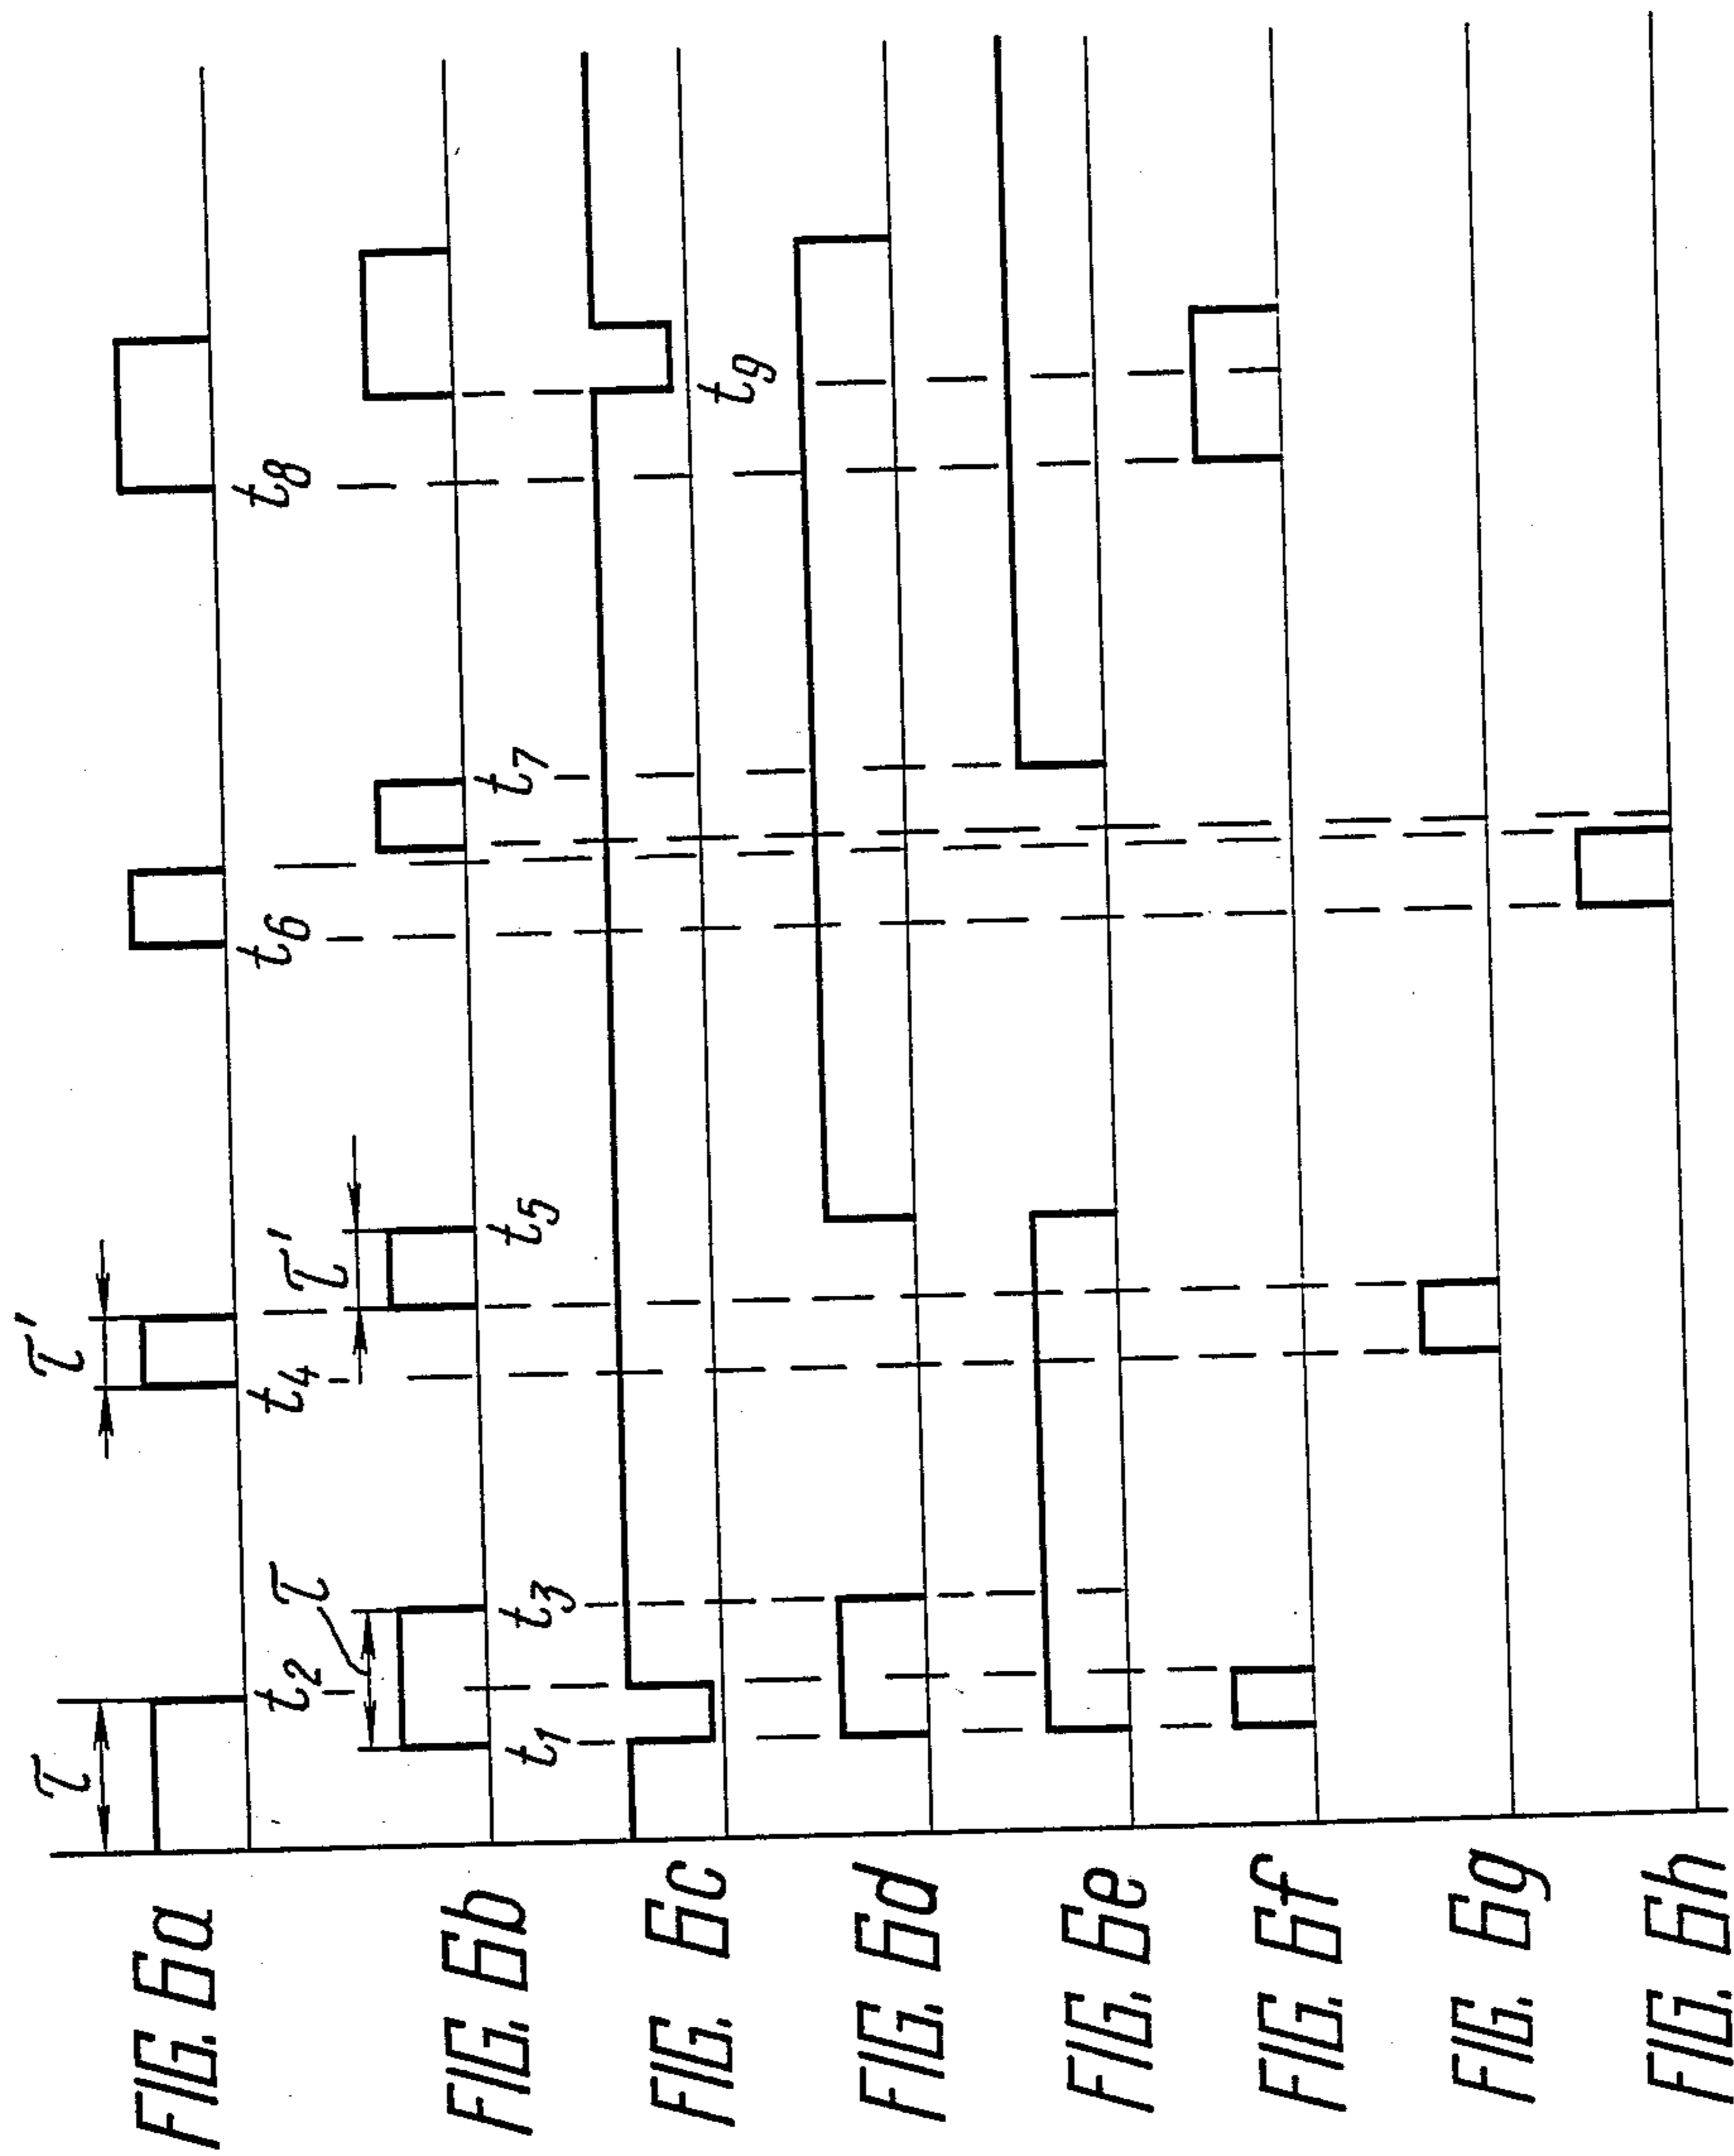 FIG. 6a
τ
τ'
t4
t6
t8
t2
FIG. 6b
τ
τ'
t1
t3
t5
t7
FIG. 6c
t9
FIG. 6d
FIG. 6e
FIG. 6f
FIG. 6g
FIG. 6h